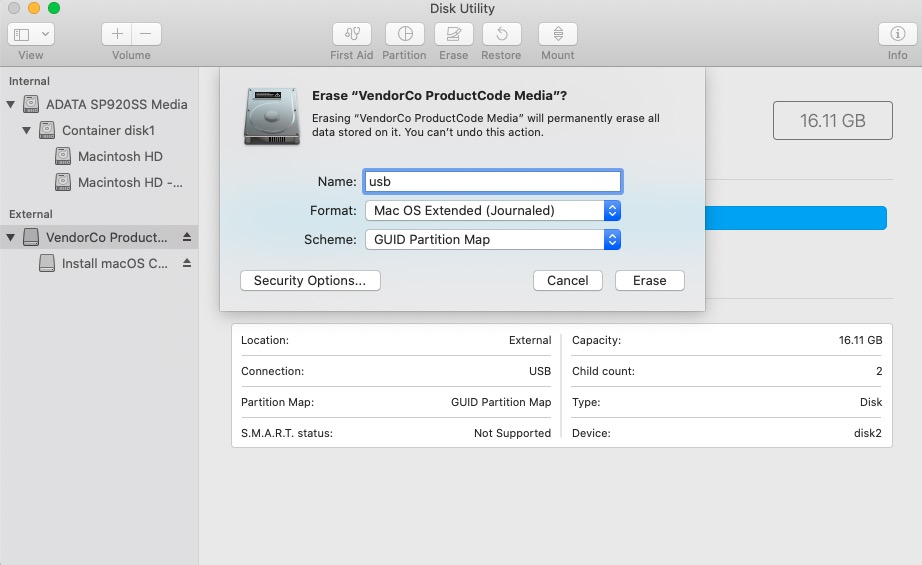 Disk Utility
View
Volume
First Aid
Partition
Erase
Restore
Mount
Info
Internal
ADATA SP920SS Media
Container disk1
Macintosh HD
Macintosh HD -...
External
VendorCo Product...
Install macOS C...
Erase “VendorCo ProductCode Media”?
Erasing “VendorCo ProductCode Media” will permanently erase all
data stored on it. You can’t undo this action.
Name: usb
Format: Mac OS Extended (Journaled)
Scheme: GUID Partition Map
Security Options... Cancel Erase
16.11 GB
Location: External
Connection: USB
Partition Map: GUID Partition Map
S.M.A.R.T. status: Not Supported
Capacity: 16.11 GB
Child count: 2
Type: Disk
Device: disk2